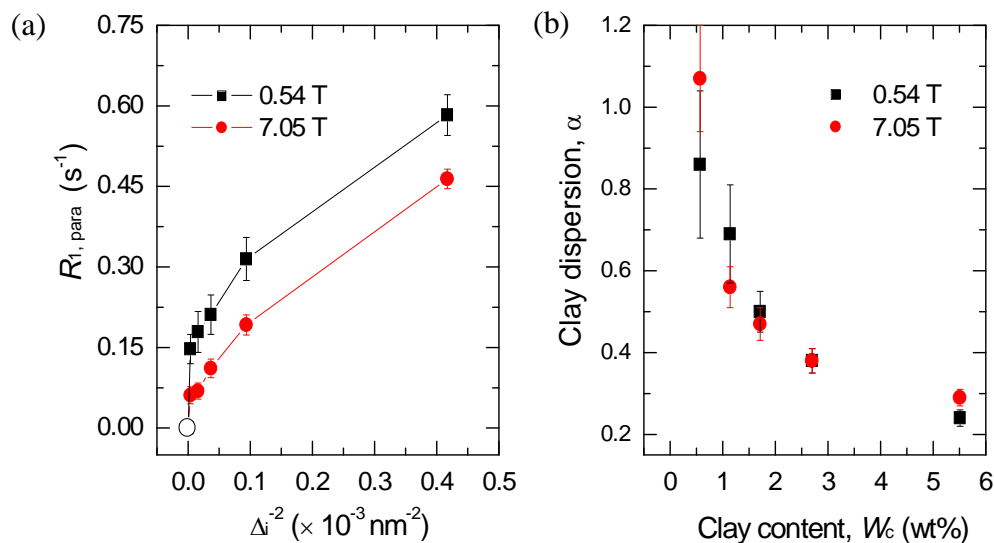 (a)
0.75
0.60
0.45
0.30
0.15
0.00
R1, para (s-1)
0.54 T
7.05 T
0.0 0.1 0.2 0.3 0.4 0.5
Δi-2 (× 10-3 nm-2)
(b)
1.2
1.0
0.8
0.6
0.4
0.2
Clay dispersion, α
0.54 T
7.05 T
0 1 2 3 4 5 6
Clay content, Wc (wt%)